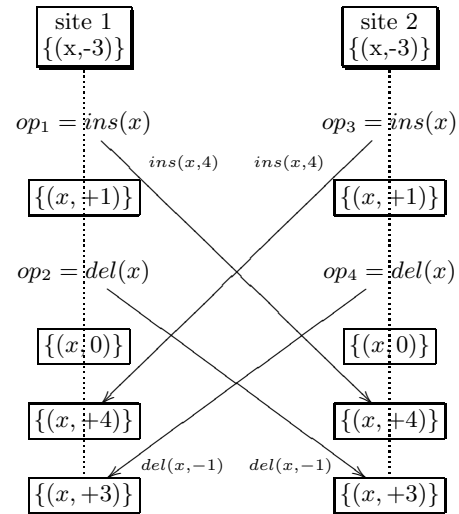 site 1
{(x,-3)}
site 2
{(x,-3)}
op₁ = ins(x)
op₃ = ins(x)
ins(x,4)
ins(x,4)
{(x, +1)}
{(x, +1)}
op₂ = del(x)
op₄ = del(x)
{(x, 0)}
{(x, 0)}
{(x, +4)}
{(x, +4)}
del(x,−1)
del(x,−1)
{(x, +3)}
{(x, +3)}